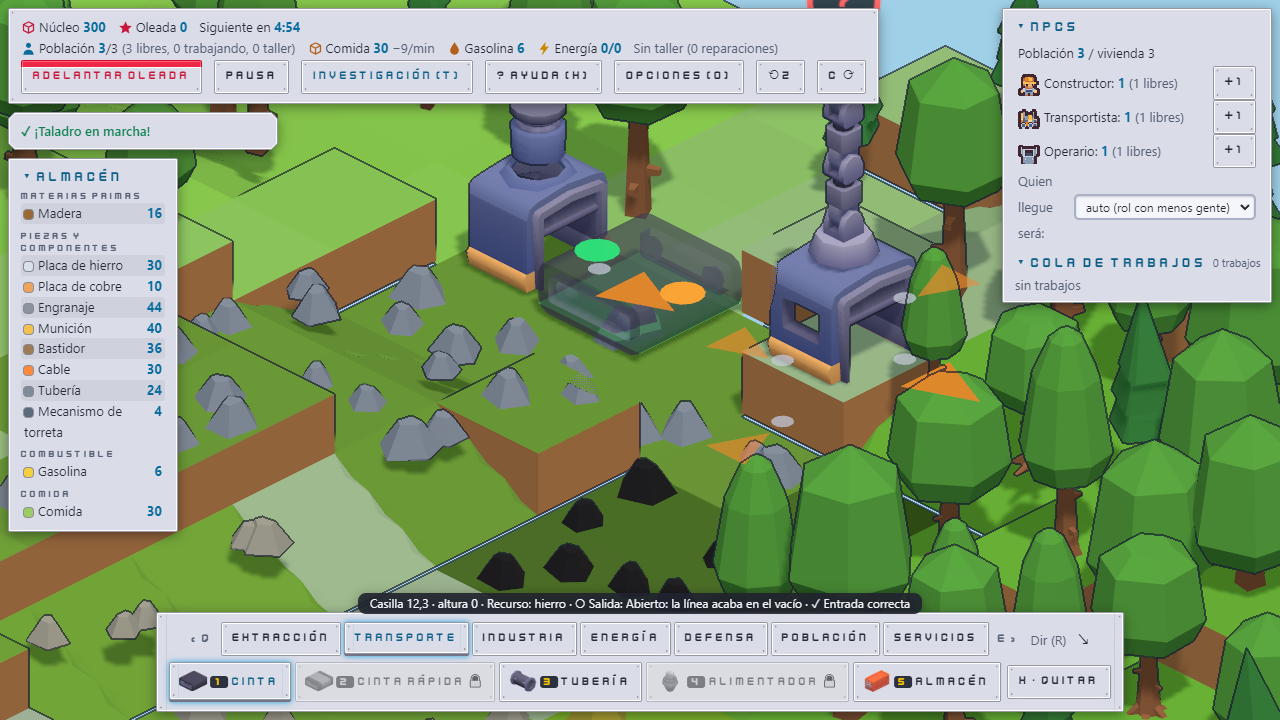 Núcleo 300 Oleada 0 Siguiente en 4:54
Población 3/3 (3 libres, 0 trabajando, 0 taller) Comida 30 −9/min Gasolina 6 Energía 0/0 Sin taller (0 reparaciones)
ADELANTAR OLEADA PAUSA INVESTIGACIÓN (T) ? AYUDA (H) OPCIONES (O) ⟲2 C ⟳
✓ ¡Taladro en marcha!
▾ ALMACÉN
MATERIAS PRIMAS
Madera 16
PIEZAS Y
COMPONENTES
Placa de hierro 30
Placa de cobre 10
Engranaje 44
Munición 40
Bastidor 36
Cable 30
Tubería 24
Mecanismo de 4
torreta
COMBUSTIBLE
Gasolina 6
COMIDA
Comida 30
▾ NPCS
Población 3 / vivienda 3
Constructor: 1 (1 libres) +1
Transportista: 1 (1 libres) +1
Operario: 1 (1 libres) +1
Quien
llegue auto (rol con menos gente)
será:
▾ COLA DE TRABAJOS 0 trabajos
sin trabajos
Casilla 12,3 · altura 0 · Recurso: hierro · ○ Salida: Abierto: la línea acaba en el vacío · ✓ Entrada correcta
‹ Q EXTRACCIÓN TRANSPORTE INDUSTRIA ENERGÍA DEFENSA POBLACIÓN SERVICIOS E › Dir (R) ↘
1 CINTA 2 CINTA RÁPIDA 3 TUBERÍA 4 ALIMENTADOR 5 ALMACÉN X · QUITAR